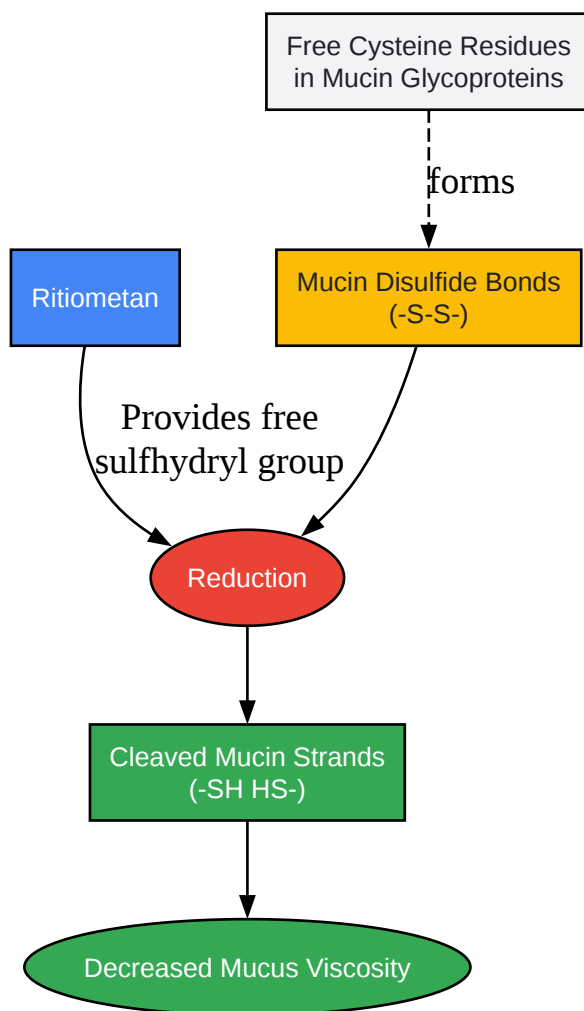 Free Cysteine Residues
in Mucin Glycoproteins
forms
Ritiometan
Mucin Disulfide Bonds
(-S-S-)
Provides free
sulfhydryl group
Reduction
Cleaved Mucin Strands
(-SH HS-)
Decreased Mucus Viscosity